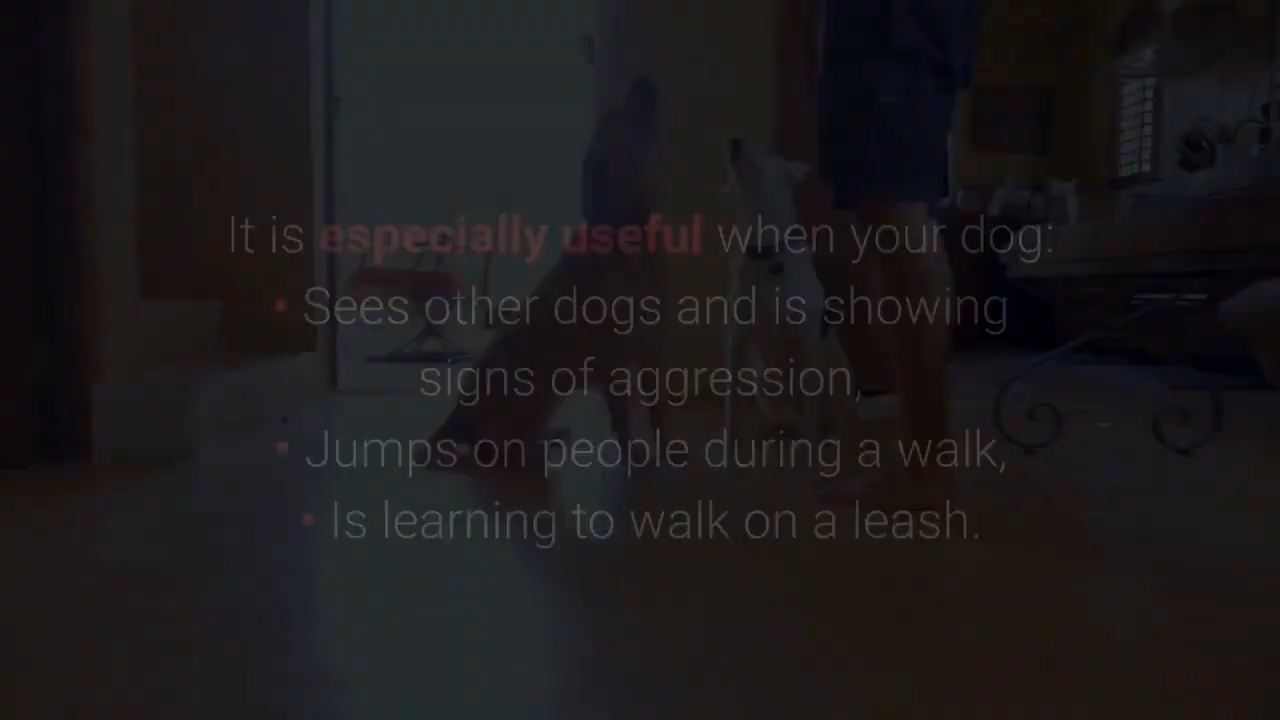 It is especially useful when your dog:
• Sees other dogs and is showing
signs of aggression,
• Jumps on people during a walk,
• Is learning to walk on a leash.